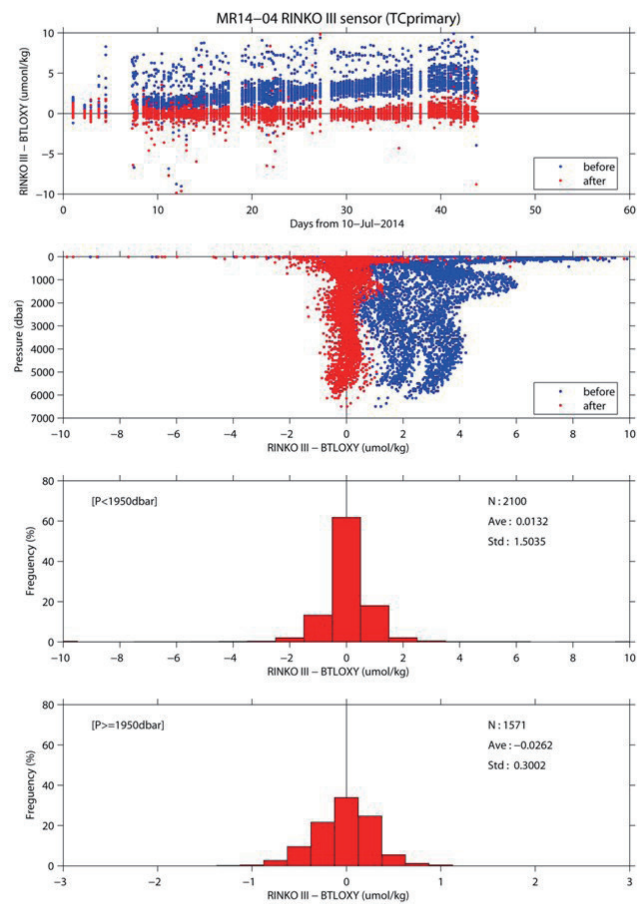 MR14−04 RINKO III sensor (TCprimary)
10
5
0
−5
−10
RINKO III − BTLOXY (umonl/kg)
before
after
0 10 20 30 40 50 60
Days from 10−Jul−2014
0
1000
2000
3000
4000
5000
6000
7000
Pressure (dbar)
before
after
−10 −8 −6 −4 −2 0 2 4 6 8 10
RINKO III − BTLOXY (umol/kg)
80
60
40
20
0
Freguency (%)
[P<1950dbar]
N : 2100
Ave : 0.0132
Std : 1.5035
−10 −8 −6 −4 −2 0 2 4 6 8 10
RINKO III − BTLOXY (umol/kg)
80
60
40
20
0
Freguency (%)
[P>=1950dbar]
N : 1571
Ave : −0.0262
Std : 0.3002
−3 −2 −1 0 1 2 3
RINKO III − BTLOXY (umol/kg)